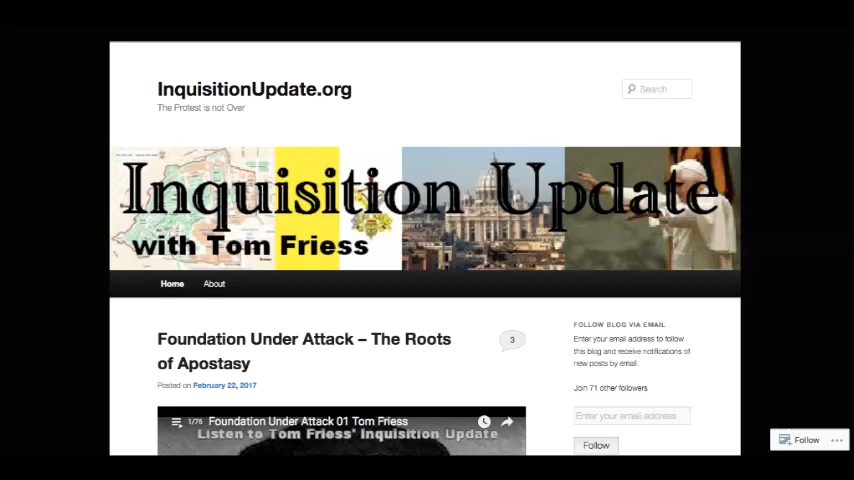 InquisitionUpdate.org
The Protest is not Over
Search
Inquisition Update
with Tom Friess
Home About
Foundation Under Attack – The Roots
of Apostasy
3
Posted on February 22, 2017
1/75 Foundation Under Attack 01 Tom Friess
Listen to Tom Friess' Inquisition Update
FOLLOW BLOG VIA EMAIL
Enter your email address to follow
this blog and receive notifications of
new posts by email.
Join 71 other followers
Enter your email address
Follow
Follow